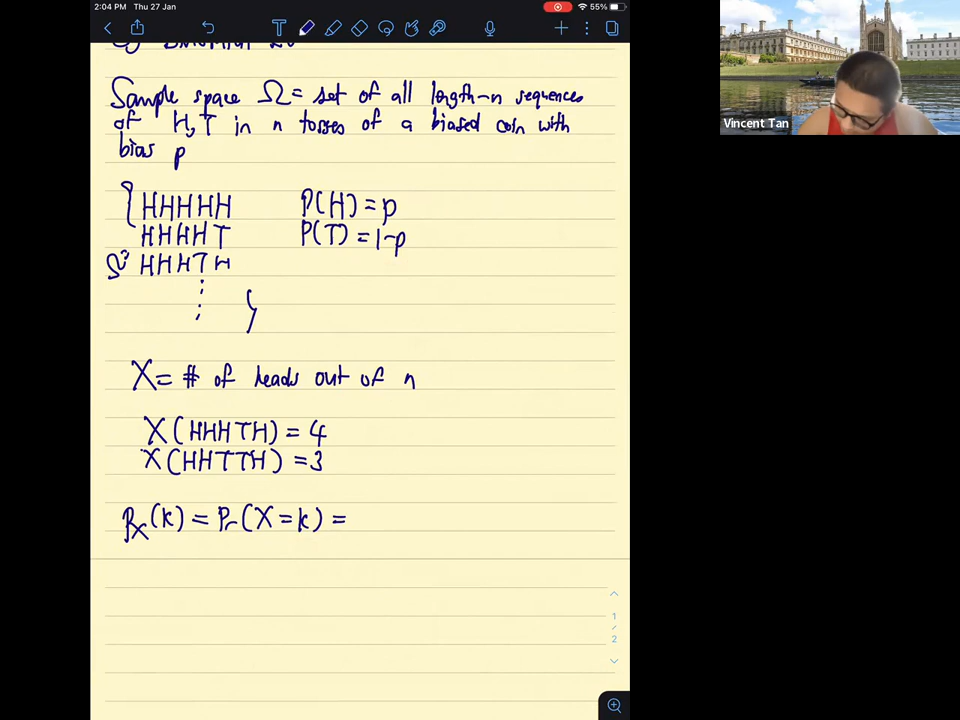 2:04 PM Thu 27 Jan
55%
Sample space Ω = set of all length-n sequences
of H, T in n tosses of a biased coin with
bias p
{ HHHHH P(H) = p
HHHHT P(T) = 1-p
Ω = HHHTH
⋮ }
X = # of heads out of n
X(HHHTH) = 4
X(HHTTH) = 3
P_X(k) = Pr(X=k) =
1
/
2
Vincent Tan